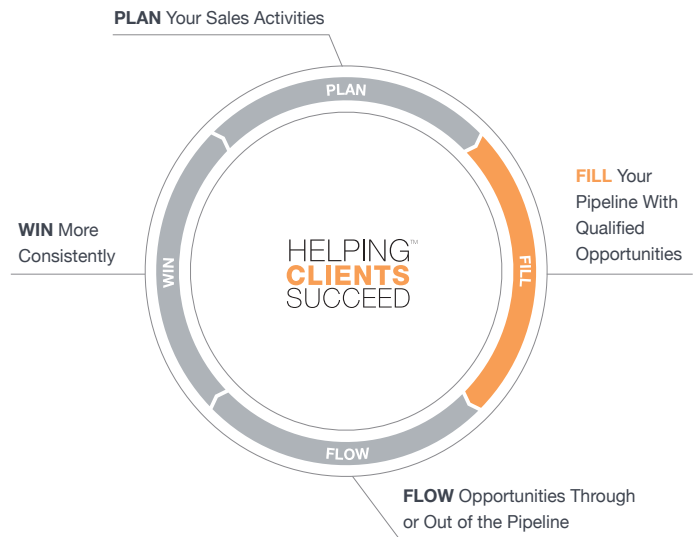 PLAN Your Sales Activities
PLAN
FILL Your
Pipeline With
Qualified
Opportunities
WIN More
Consistently
WIN
HELPING™
CLIENTS
SUCCEED
FILL
FLOW
FLOW Opportunities Through
or Out of the Pipeline